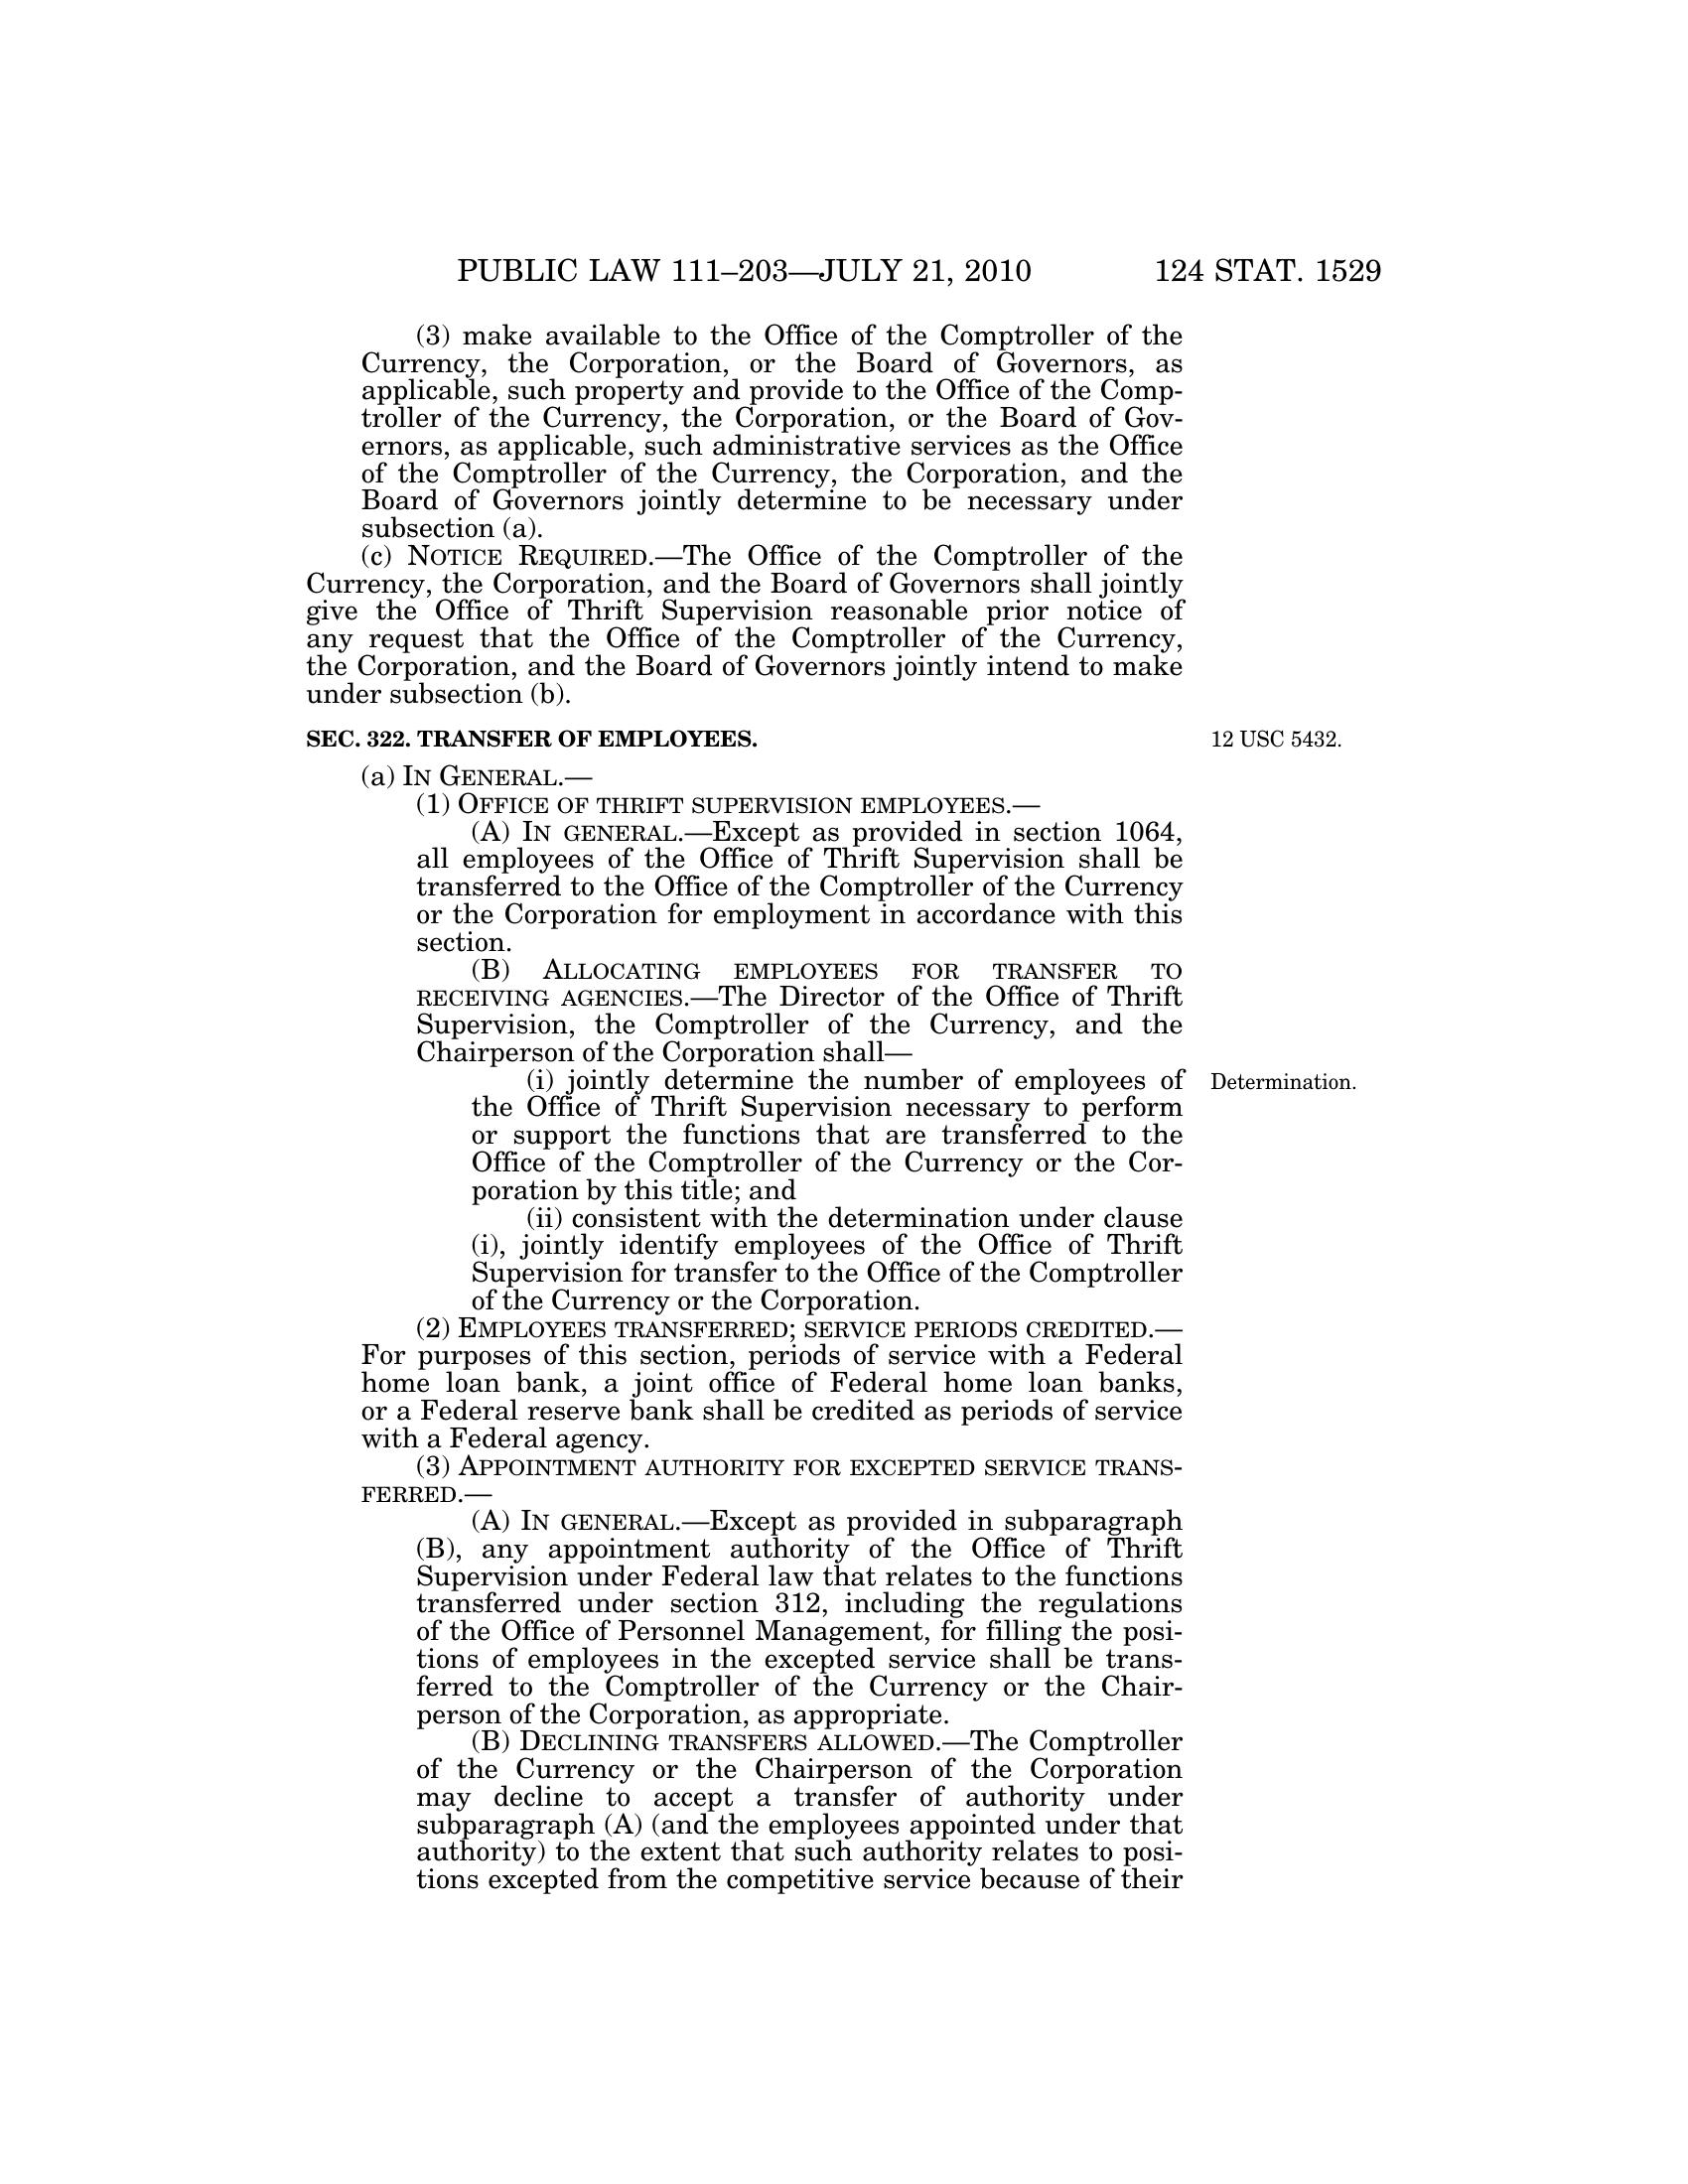 PUBLIC LAW 111–203—JULY 21, 2010 124 STAT. 1529
(3) make available to the Office of the Comptroller of the
Currency, the Corporation, or the Board of Governors, as
applicable, such property and provide to the Office of the Comp-
troller of the Currency, the Corporation, or the Board of Gov-
ernors, as applicable, such administrative services as the Office
of the Comptroller of the Currency, the Corporation, and the
Board of Governors jointly determine to be necessary under
subsection (a).
(c) NOTICE REQUIRED.—The Office of the Comptroller of the
Currency, the Corporation, and the Board of Governors shall jointly
give the Office of Thrift Supervision reasonable prior notice of
any request that the Office of the Comptroller of the Currency,
the Corporation, and the Board of Governors jointly intend to make
under subsection (b).
SEC. 322. TRANSFER OF EMPLOYEES. 12 USC 5432.
(a) IN GENERAL.—
(1) OFFICE OF THRIFT SUPERVISION EMPLOYEES.—
(A) IN GENERAL.—Except as provided in section 1064,
all employees of the Office of Thrift Supervision shall be
transferred to the Office of the Comptroller of the Currency
or the Corporation for employment in accordance with this
section.
(B) ALLOCATING EMPLOYEES FOR TRANSFER TO
RECEIVING AGENCIES.—The Director of the Office of Thrift
Supervision, the Comptroller of the Currency, and the
Chairperson of the Corporation shall—
(i) jointly determine the number of employees of Determination.
the Office of Thrift Supervision necessary to perform
or support the functions that are transferred to the
Office of the Comptroller of the Currency or the Cor-
poration by this title; and
(ii) consistent with the determination under clause
(i), jointly identify employees of the Office of Thrift
Supervision for transfer to the Office of the Comptroller
of the Currency or the Corporation.
(2) EMPLOYEES TRANSFERRED; SERVICE PERIODS CREDITED.—
For purposes of this section, periods of service with a Federal
home loan bank, a joint office of Federal home loan banks,
or a Federal reserve bank shall be credited as periods of service
with a Federal agency.
(3) APPOINTMENT AUTHORITY FOR EXCEPTED SERVICE TRANS-
FERRED.—
(A) IN GENERAL.—Except as provided in subparagraph
(B), any appointment authority of the Office of Thrift
Supervision under Federal law that relates to the functions
transferred under section 312, including the regulations
of the Office of Personnel Management, for filling the posi-
tions of employees in the excepted service shall be trans-
ferred to the Comptroller of the Currency or the Chair-
person of the Corporation, as appropriate.
(B) DECLINING TRANSFERS ALLOWED.—The Comptroller
of the Currency or the Chairperson of the Corporation
may decline to accept a transfer of authority under
subparagraph (A) (and the employees appointed under that
authority) to the extent that such authority relates to posi-
tions excepted from the competitive service because of their